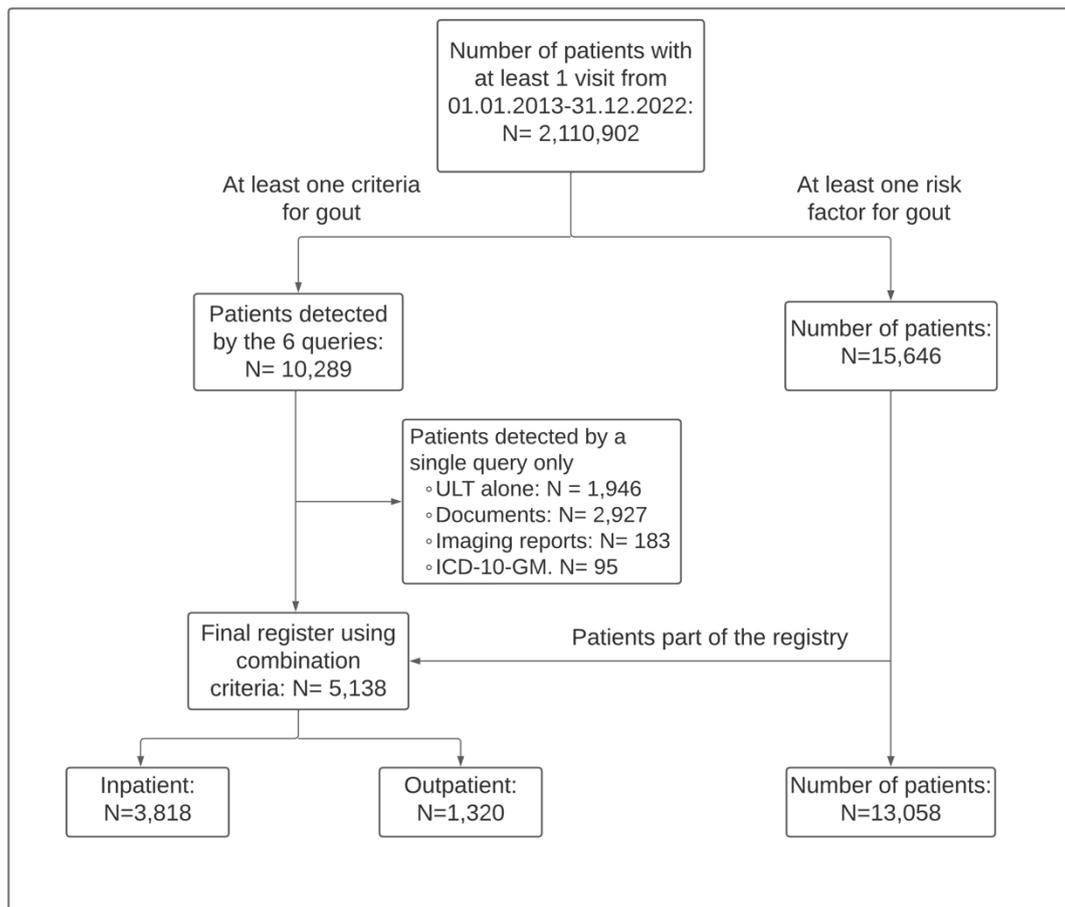 Number of patients with
at least 1 visit from
01.01.2013-31.12.2022:
N= 2,110,902
At least one criteria
for gout
At least one risk
factor for gout
Patients detected
by the 6 queries:
N= 10,289
Number of patients:
N=15,646
Patients detected by a
single query only
◦ULT alone: N = 1,946
◦Documents: N= 2,927
◦Imaging reports: N= 183
◦ICD-10-GM. N= 95
Final register using
combination
criteria: N= 5,138
Patients part of the registry
Inpatient:
N=3,818
Outpatient:
N=1,320
Number of patients:
N=13,058